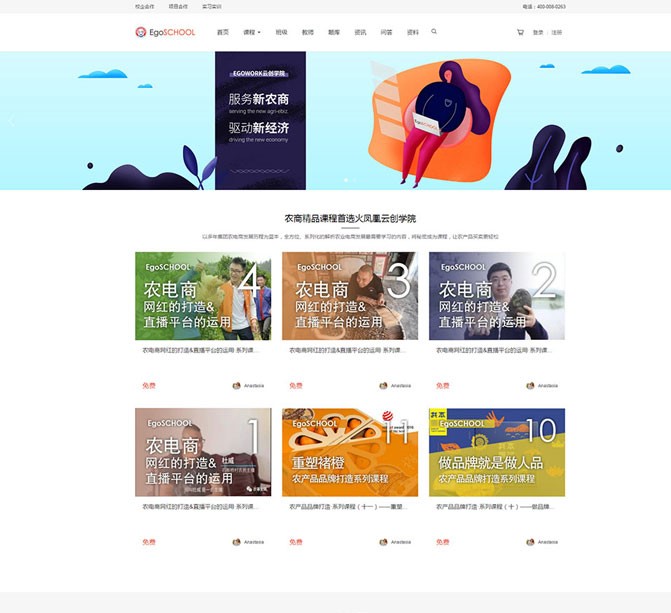 校企合作 项目合作 实习实训 电话：400-008-0263
EgoSCHOOL 首页 课程 班级 教师 题库 资讯 问答 资料 登录 | 注册
EGOWORK云创学院
服务新农商
serving the new agri-ebiz
驱动新经济
driving the new economy
EgoSCHOOL
农商精品课程首选火凤凰云创学院
以多年集团农电商发展历程为蓝本，全方位、系列化的解析农业电商发展最需要学习的内容，将秘笈成为课程，让农产品买卖更轻松
EgoSCHOOL 4
农电商
网红的打造&
直播平台的运用
EgoSCHOOL 3
农电商
网红的打造&
直播平台的运用
EgoSCHOOL 2
农电商
网红的打造&
直播平台的运用
农电商网红的打造&直播平台的运用·系列课...
农电商网红的打造&直播平台的运用·系列课...
农电商网红的打造&直播平台的运用·系列课...
免费 Anastasia
免费 Anastasia
免费 Anastasia
EgoSCHOOL 1
农电商
网红的打造&
直播平台的运用
杜威
EgoSCHOOL 11
重塑褚橙
农产品品牌打造系列课程
EgoSCHOOL 10
做品牌就是做人品
农产品品牌打造系列课程
农电商网红的打造&直播平台的运用·系列课...
农产品品牌打造·系列课程（十一）——重塑...
农产品品牌打造·系列课程（十）——做品牌...
免费 Anastasia
免费 Anastasia
免费 Anastasia